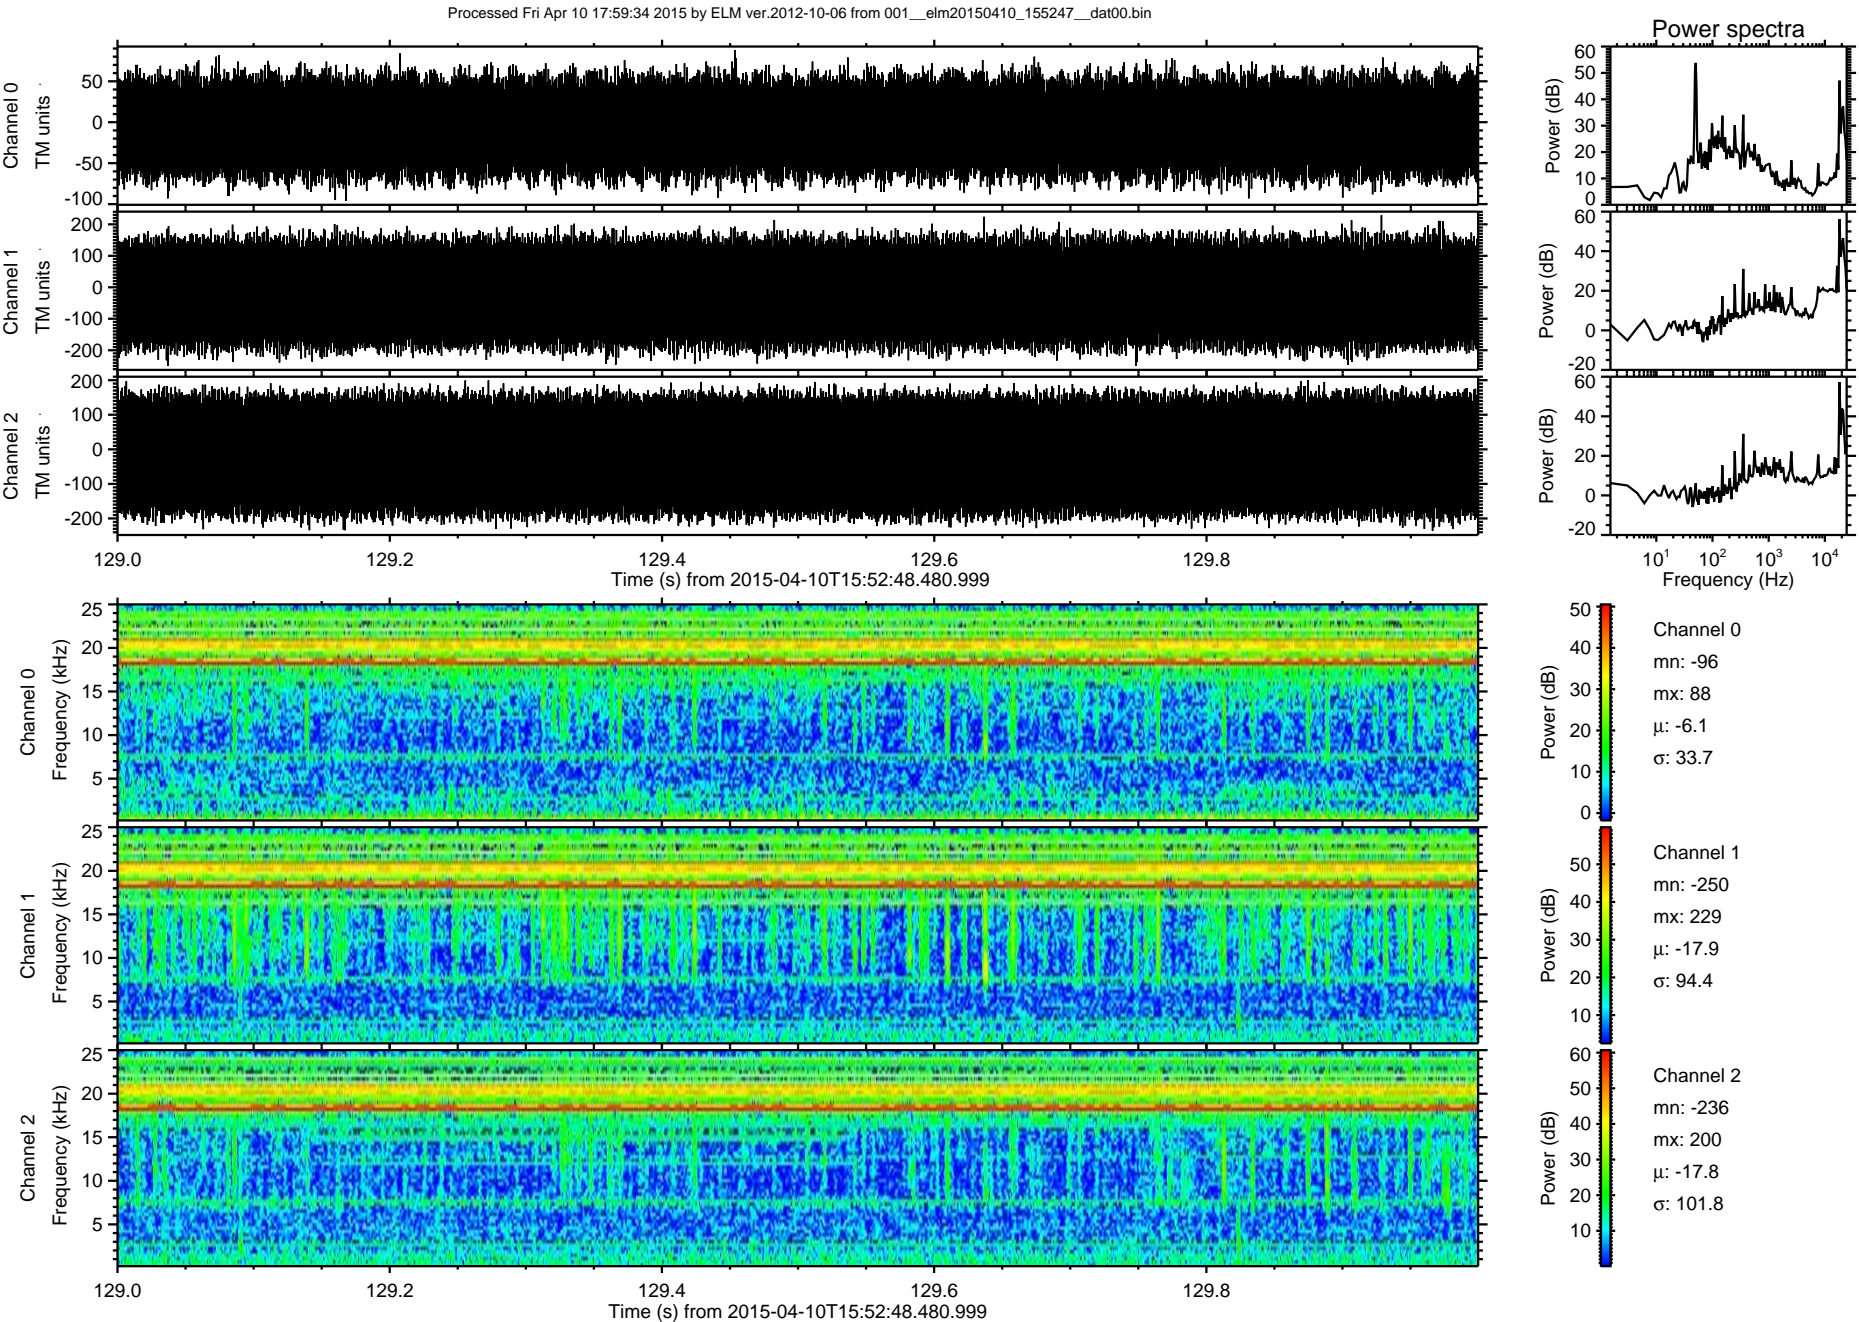 Processed Fri Apr 10 17:59:34 2015 by ELM ver.2012-10-06 from 001__elm20150410_155247__dat00.bin
Power spectra
Channel 0
TM units
50
0
-50
-100
Power (dB)
60
50
40
30
20
10
0
Channel 1
TM units
200
100
0
-100
-200
Power (dB)
60
40
20
0
-20
Channel 2
TM units
200
100
0
-100
-200
Power (dB)
60
40
20
0
-20
129.0 129.2 129.4 129.6 129.8
Time (s) from 2015-04-10T15:52:48.480.999
10¹ 10² 10³ 10⁴
Frequency (Hz)
Channel 0
Frequency (kHz)
25
20
15
10
5
Power (dB)
50
40
30
20
10
0
Channel 0
mn: -96
mx: 88
μ: -6.1
σ: 33.7
Channel 1
Frequency (kHz)
25
20
15
10
5
Power (dB)
50
40
30
20
10
Channel 1
mn: -250
mx: 229
μ: -17.9
σ: 94.4
Channel 2
Frequency (kHz)
25
20
15
10
5
Power (dB)
60
50
40
30
20
10
Channel 2
mn: -236
mx: 200
μ: -17.8
σ: 101.8
129.0 129.2 129.4 129.6 129.8
Time (s) from 2015-04-10T15:52:48.480.999